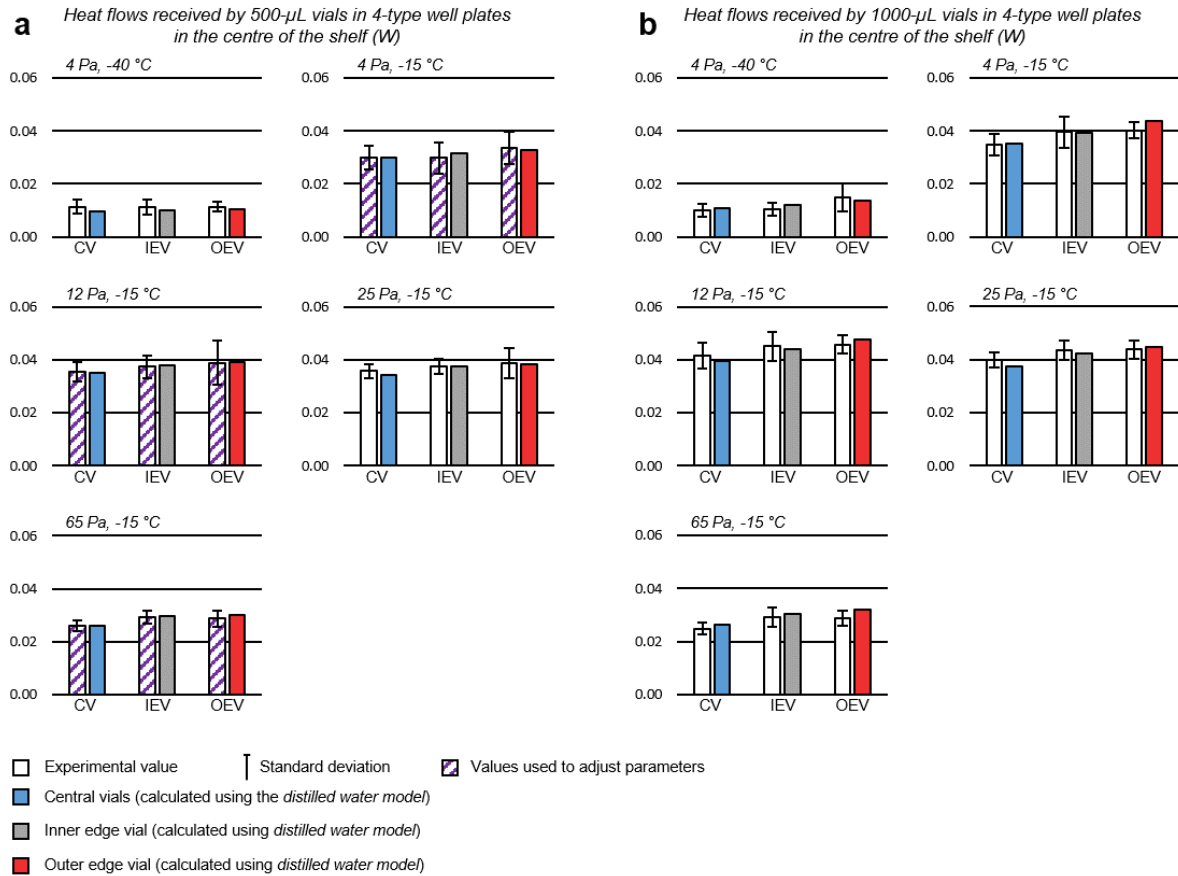 a
Heat flows received by 500-µL vials in 4-type well plates
in the centre of the shelf (W)
4 Pa, -40 °C
0.06
0.04
0.02
0.00
CV IEV OEV
4 Pa, -15 °C
0.06
0.04
0.02
0.00
CV IEV OEV
12 Pa, -15 °C
0.06
0.04
0.02
0.00
CV IEV OEV
25 Pa, -15 °C
0.06
0.04
0.02
0.00
CV IEV OEV
65 Pa, -15 °C
0.06
0.04
0.02
0.00
CV IEV OEV
b
Heat flows received by 1000-µL vials in 4-type well plates
in the centre of the shelf (W)
4 Pa, -40 °C
0.06
0.04
0.02
0.00
CV IEV OEV
4 Pa, -15 °C
0.06
0.04
0.02
0.00
CV IEV OEV
12 Pa, -15 °C
0.06
0.04
0.02
0.00
CV IEV OEV
25 Pa, -15 °C
0.06
0.04
0.02
0.00
CV IEV OEV
65 Pa, -15 °C
0.06
0.04
0.02
0.00
CV IEV OEV
Experimental value Standard deviation Values used to adjust parameters
Central vials (calculated using the distilled water model)
Inner edge vial (calculated using distilled water model)
Outer edge vial (calculated using distilled water model)